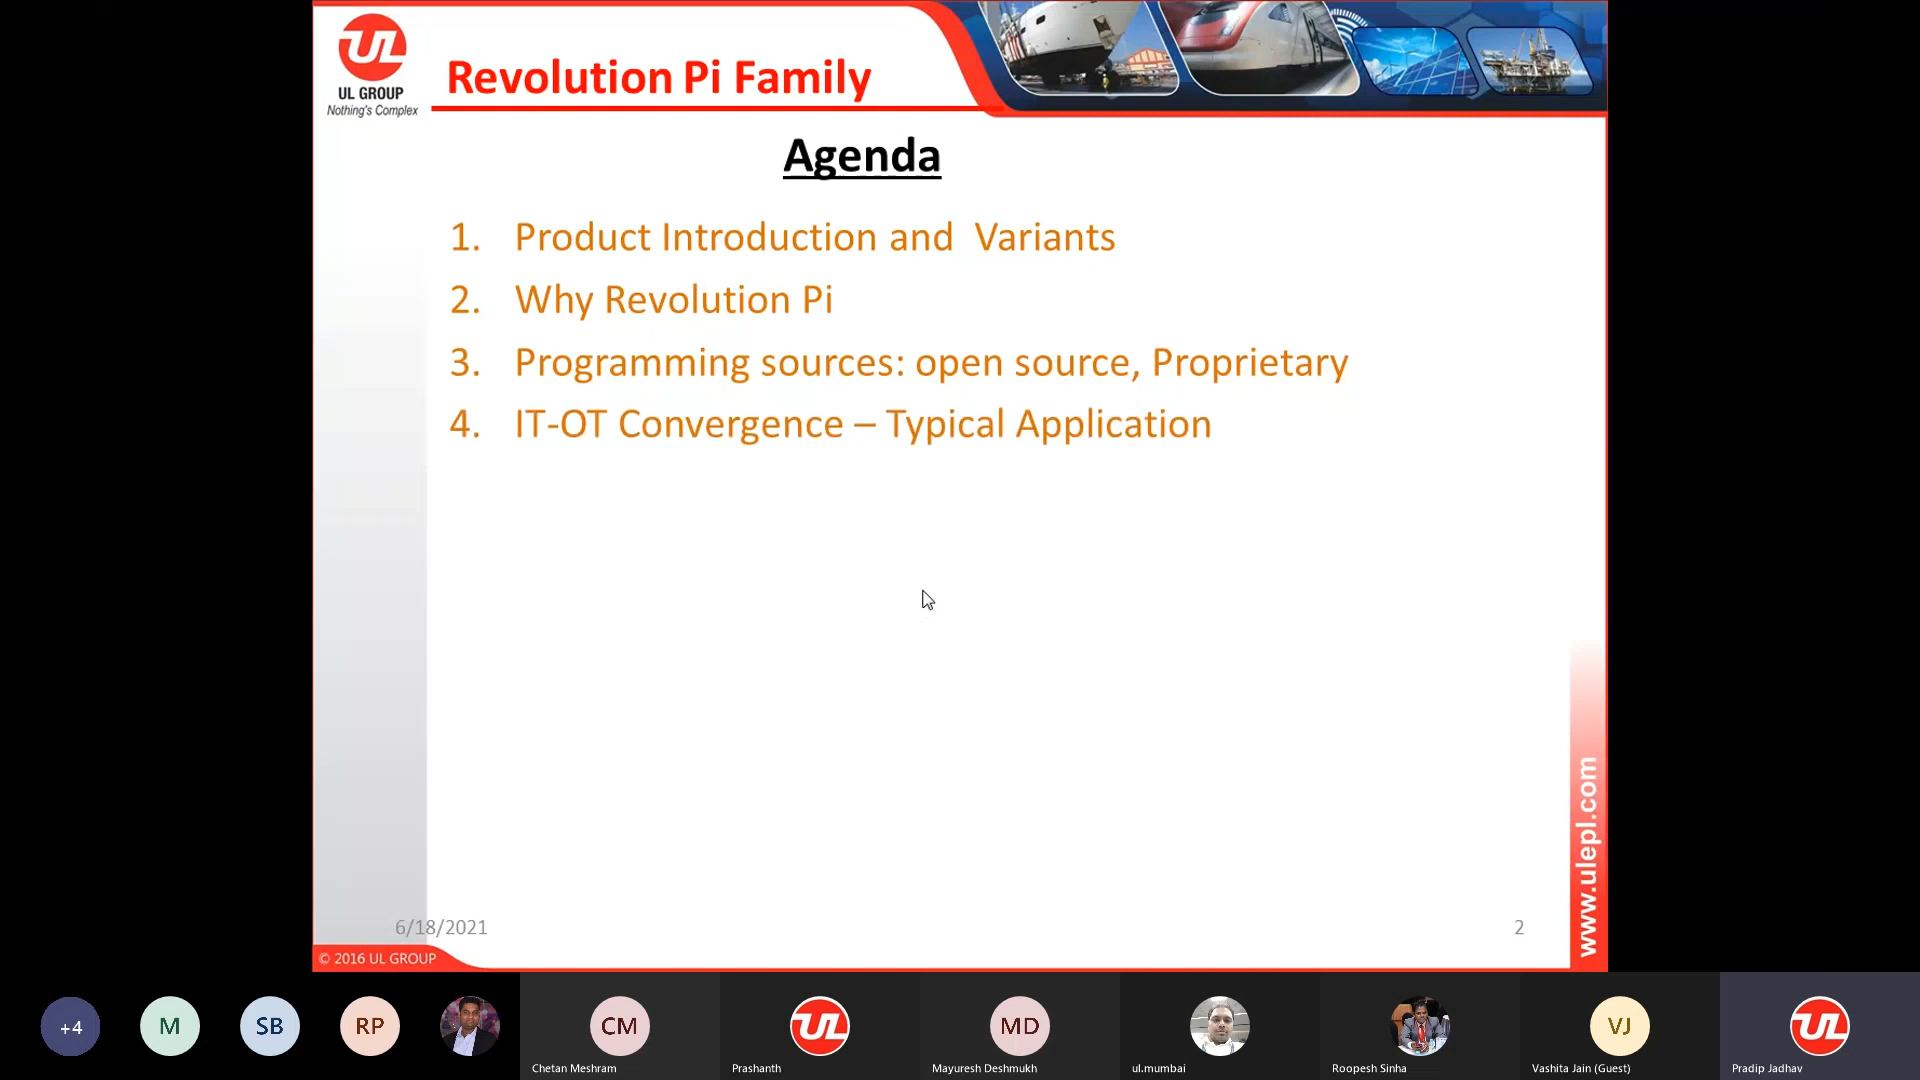 UL
UL GROUP
Nothing's Complex
Revolution Pi Family
Agenda
1. Product Introduction and Variants
2. Why Revolution Pi
3. Programming sources: open source, Proprietary
4. IT-OT Convergence – Typical Application
www.ulepl.com
6/18/2021
2
© 2016 UL GROUP
+4
M
SB
RP
CM
UL
MD
VJ
UL
Chetan Meshram
Prashanth
Mayuresh Deshmukh
ul.mumbai
Roopesh Sinha
Vashita Jain (Guest)
Pradip Jadhav